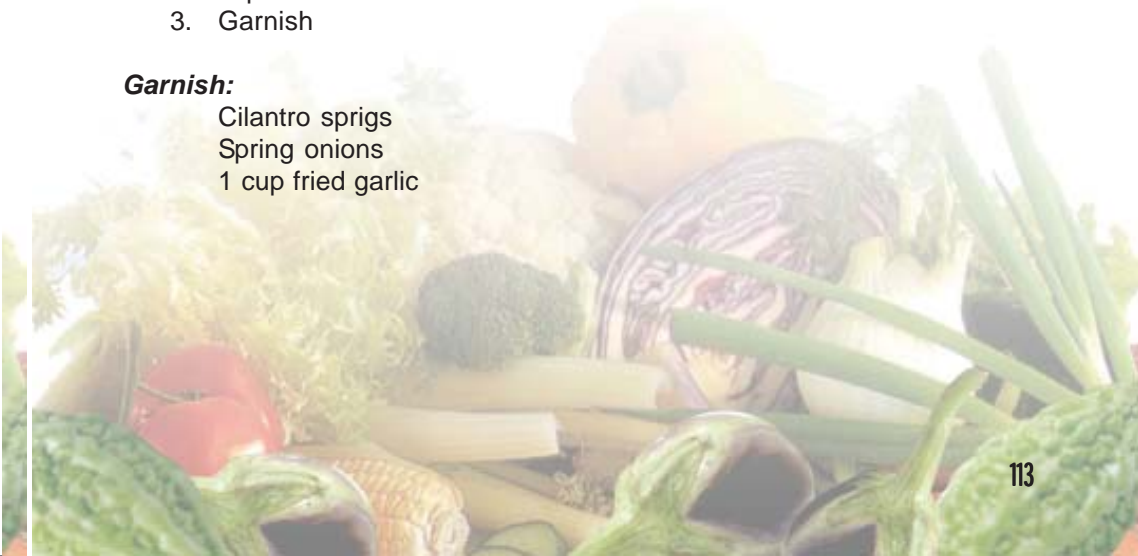 3. Garnish
Garnish:
Cilantro sprigs
Spring onions
1 cup fried garlic
113